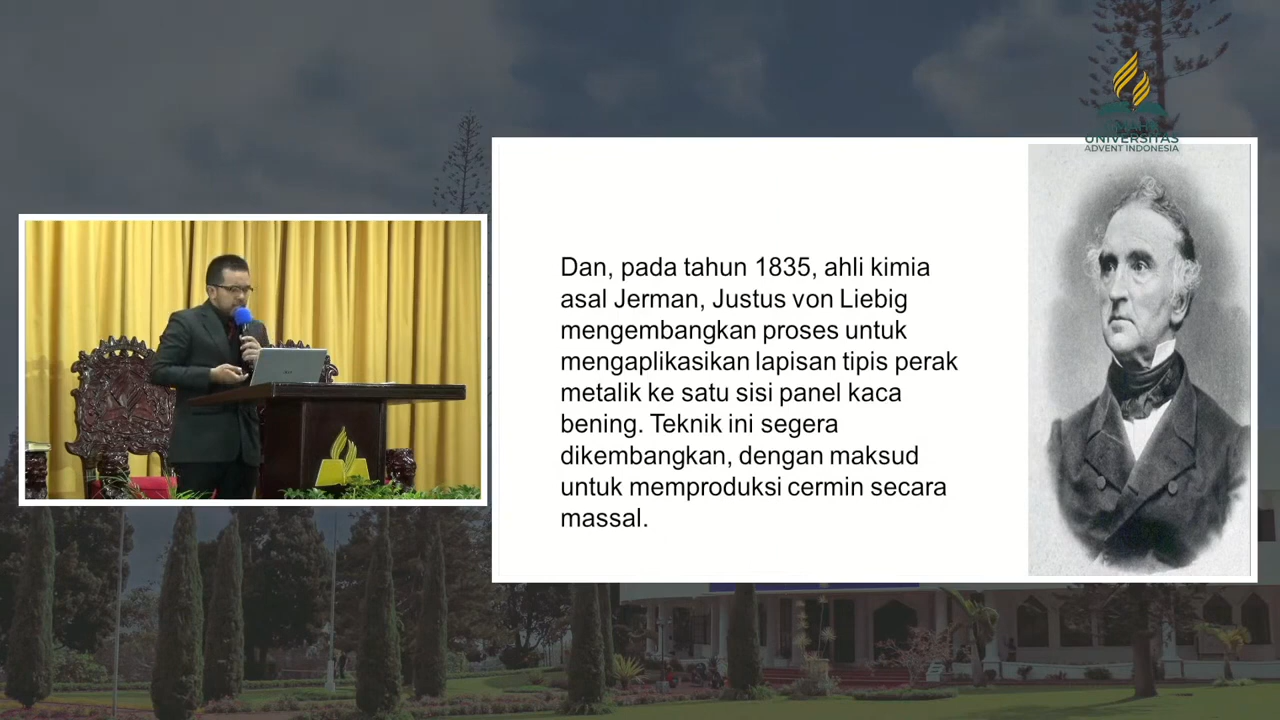 UNIVERSITAS
ADVENT INDONESIA
Dan, pada tahun 1835, ahli kimia
asal Jerman, Justus von Liebig
mengembangkan proses untuk
mengaplikasikan lapisan tipis perak
metalik ke satu sisi panel kaca
bening. Teknik ini segera
dikembangkan, dengan maksud
untuk memproduksi cermin secara
massal.